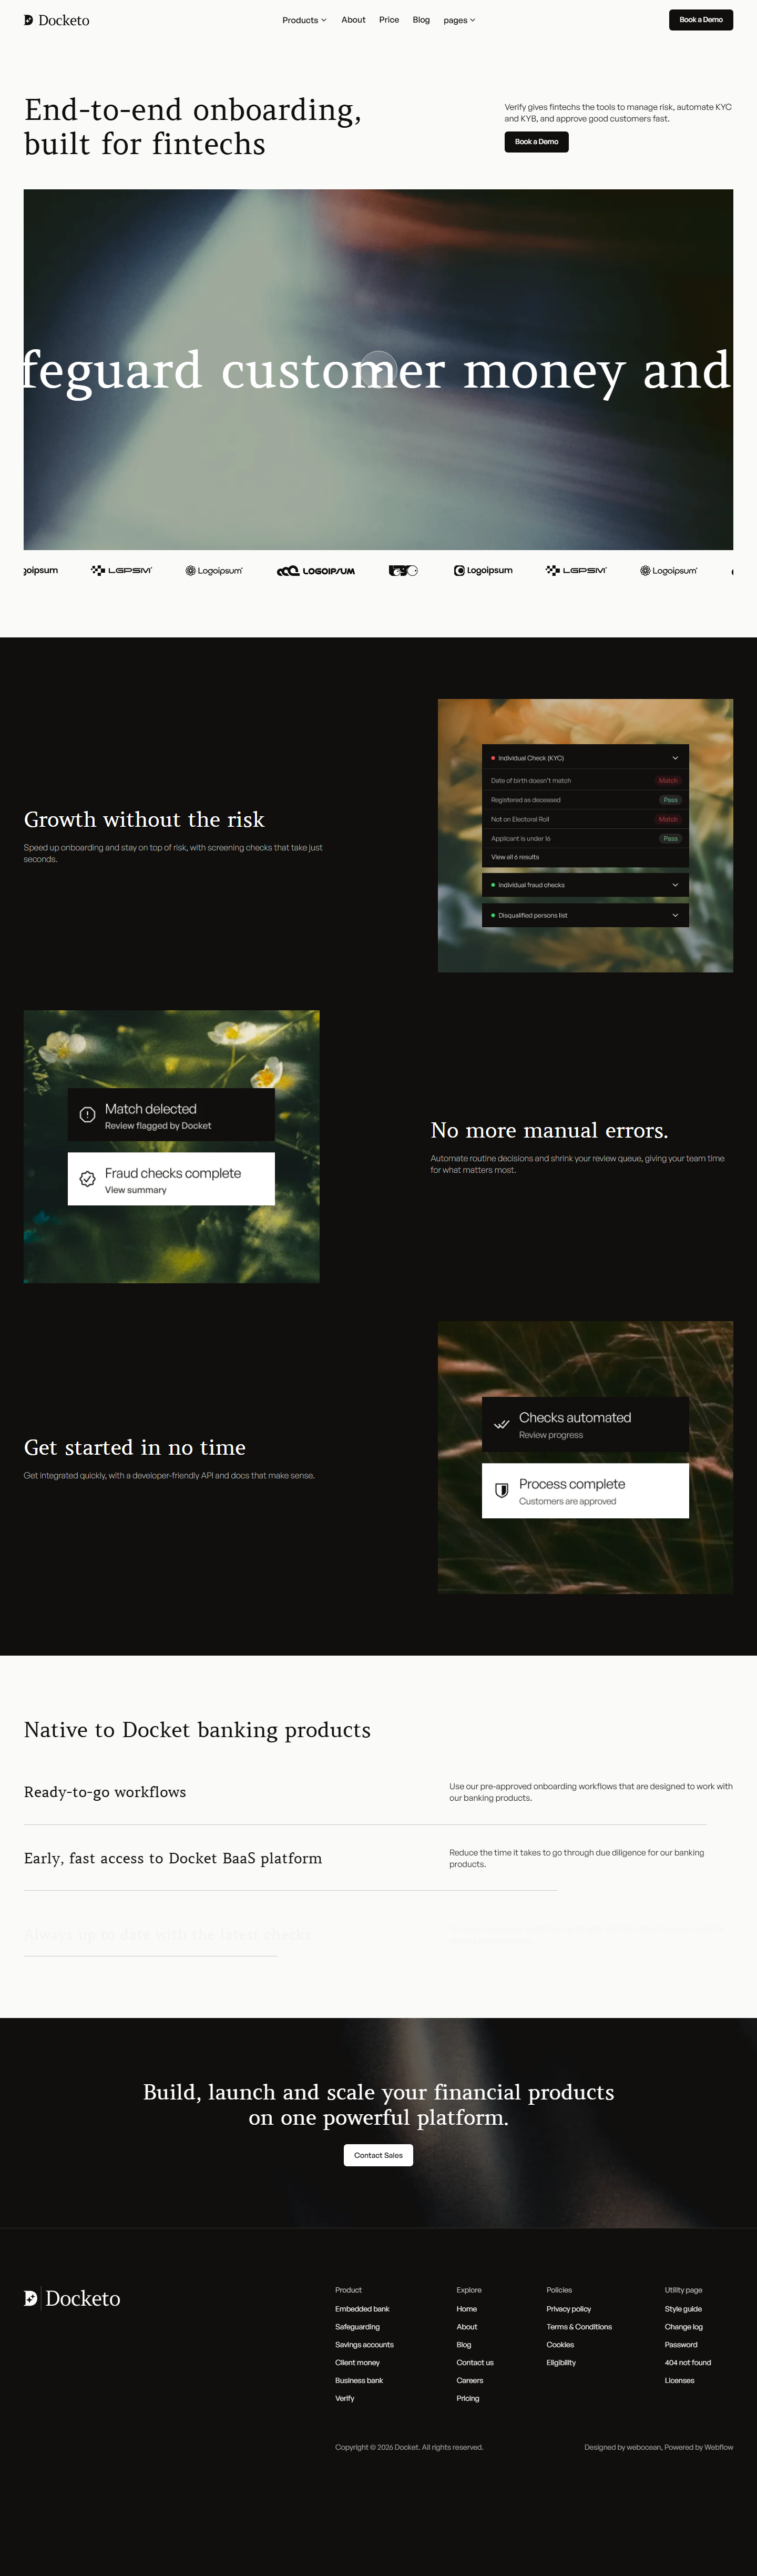 Docketo
Products
About
Price
Blog
pages
Book a Demo
End-to-end onboarding,
built for fintechs
Verify gives fintechs the tools to manage risk, automate KYC
and KYB, and approve good customers fast.
Book a Demo
feguard customer money and
goipsum
LGPSM
Logoipsum
LOGOIPSUM
Logoipsum
LGPSM
Logoipsum
Growth without the risk
Speed up onboarding and stay on top of risk, with screening checks that take just
seconds.
Individual Check (KYC)
Date of birth doesn't match Match
Registered as deceased Pass
Not on Electoral Roll Match
Applicant is under 16 Pass
View all 6 results
Individual fraud checks
Disqualified persons list
Match delected
Review flagged by Docket
Fraud checks complete
View summary
No more manual errors.
Automate routine decisions and shrink your review queue, giving your team time
for what matters most.
Get started in no time
Get integrated quickly, with a developer-friendly API and docs that make sense.
Checks automated
Review progress
Process complete
Customers are approved
Native to Docket banking products
Ready-to-go workflows
Use our pre-approved onboarding workflows that are designed to work with
our banking products.
Early, fast access to Docket BaaS platform
Reduce the time it takes to go through due diligence for our banking
products.
Always up to date with the latest checks
Build, launch and scale your financial products
on one powerful platform.
Contact Sales
Docketo
Product
Embedded bank
Safeguarding
Savings accounts
Client money
Business bank
Verify
Explore
Home
About
Blog
Contact us
Careers
Pricing
Policies
Privacy policy
Terms & Conditions
Cookies
Eligibility
Utility page
Style guide
Change log
Password
404 not found
Licenses
Copyright © 2026 Docket. All rights reserved.
Designed by webocean, Powered by Webflow